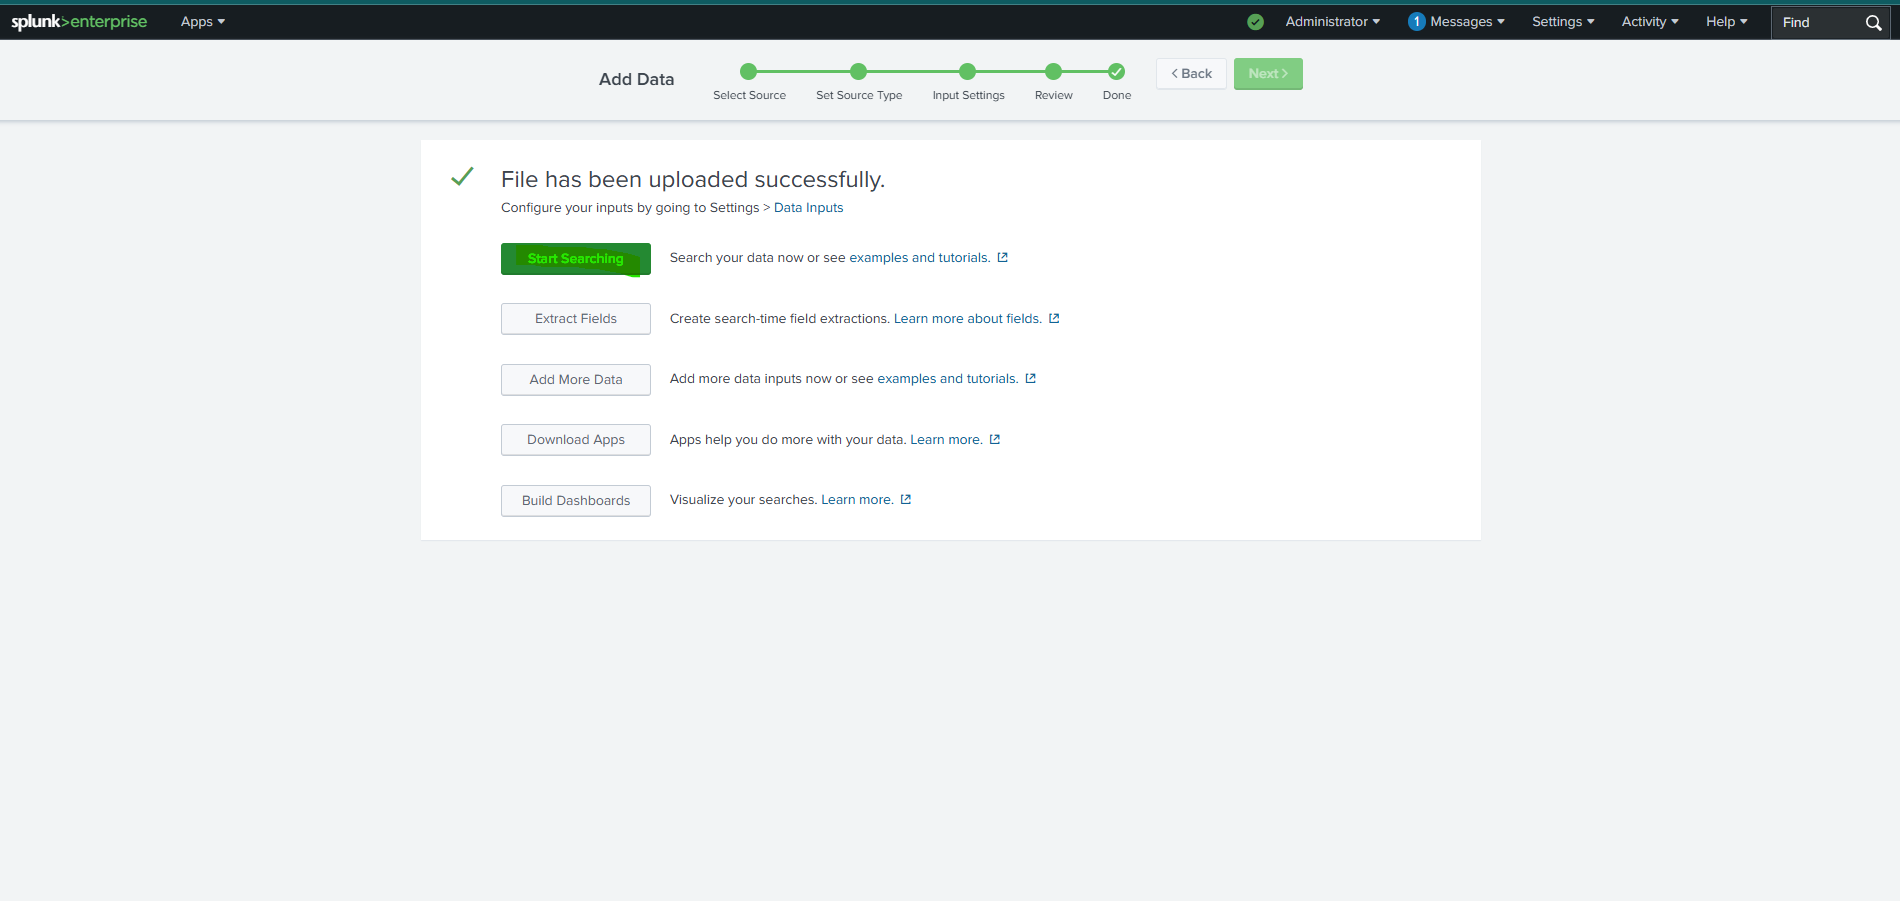 splunk>enterprise Apps Administrator 1 Messages Settings Activity Help Find
Add Data
Select Source Set Source Type Input Settings Review Done
< Back Next >
File has been uploaded successfully.
Configure your inputs by going to Settings > Data Inputs
Start Searching Search your data now or see examples and tutorials.
Extract Fields Create search-time field extractions. Learn more about fields.
Add More Data Add more data inputs now or see examples and tutorials.
Download Apps Apps help you do more with your data. Learn more.
Build Dashboards Visualize your searches. Learn more.